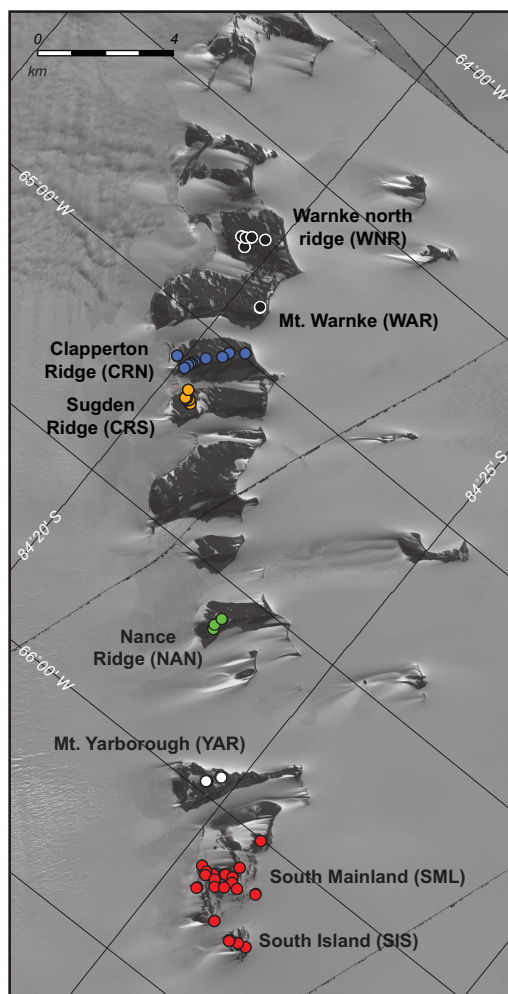 0 4
km
64°00' W
65°00' W
Warnke north
ridge (WNR)
Mt. Warnke (WAR)
Clapperton
Ridge (CRN)
Sugden
Ridge (CRS)
84°25' S
84°20' S
Nance
Ridge (NAN)
66°00' W
Mt. Yarborough (YAR)
South Mainland (SML)
South Island (SIS)